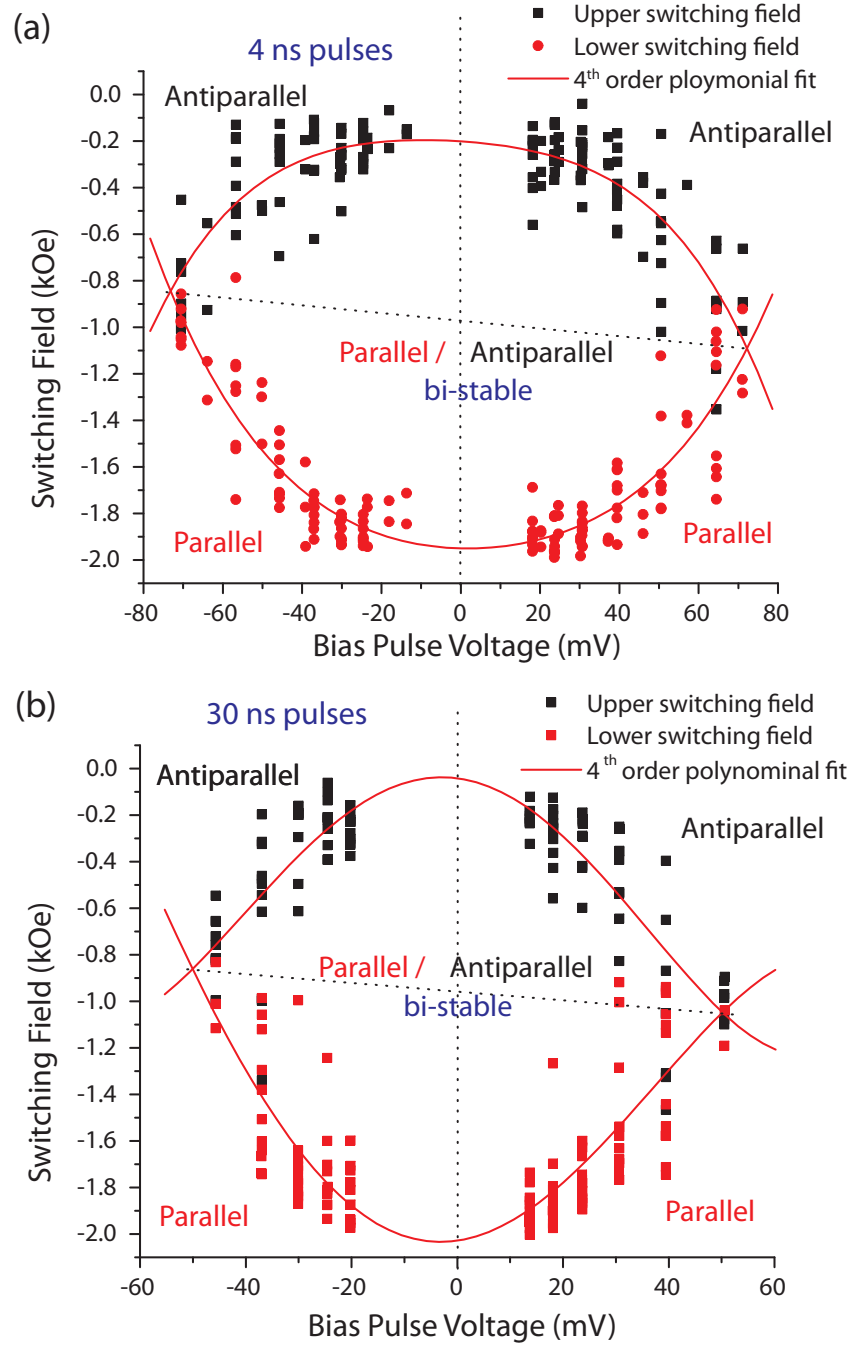 (a)
4 ns pulses
Upper switching field
Lower switching field
4th order ploymonial fit
Antiparallel
Antiparallel
0.0
-0.2
-0.4
-0.6
-0.8
-1.0
-1.2
-1.4
-1.6
-1.8
-2.0
Switching Field (kOe)
Parallel / Antiparallel
bi-stable
Parallel
Parallel
-80 -60 -40 -20 0 20 40 60 80
Bias Pulse Voltage (mV)
(b)
30 ns pulses
Upper switching field
Lower switching field
4th order polynominal fit
Antiparallel
Antiparallel
0.0
-0.2
-0.4
-0.6
-0.8
-1.0
-1.2
-1.4
-1.6
-1.8
-2.0
Switching Field (kOe)
Parallel / Antiparallel
bi-stable
Parallel
Parallel
-60 -40 -20 0 20 40 60
Bias Pulse Voltage (mV)